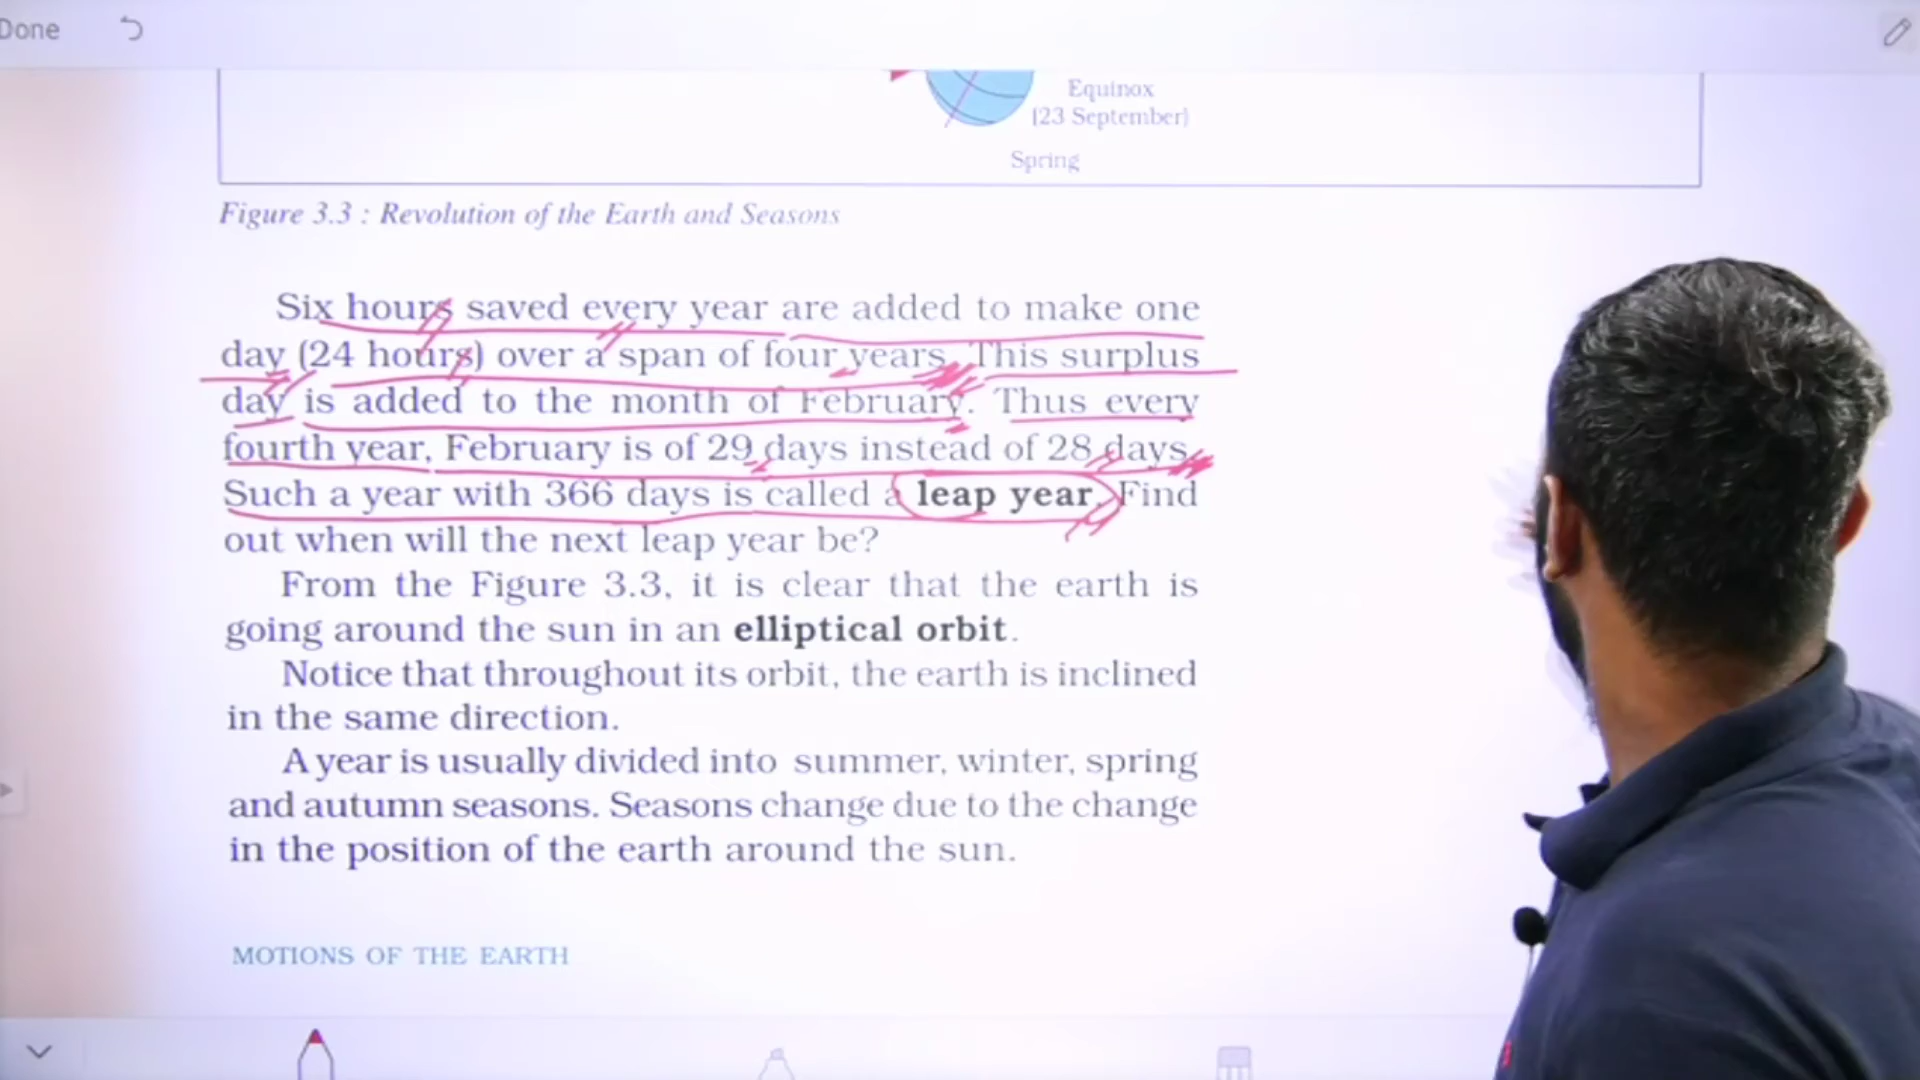 Done
Equinox
(23 September)
Spring
Figure 3.3 : Revolution of the Earth and Seasons
Six hours saved every year are added to make one
day (24 hours) over a span of four years. This surplus
day is added to the month of February. Thus every
fourth year, February is of 29 days instead of 28 days.
Such a year with 366 days is called a leap year. Find
out when will the next leap year be?
From the Figure 3.3, it is clear that the earth is
going around the sun in an elliptical orbit.
Notice that throughout its orbit, the earth is inclined
in the same direction.
A year is usually divided into summer, winter, spring
and autumn seasons. Seasons change due to the change
in the position of the earth around the sun.
MOTIONS OF THE EARTH